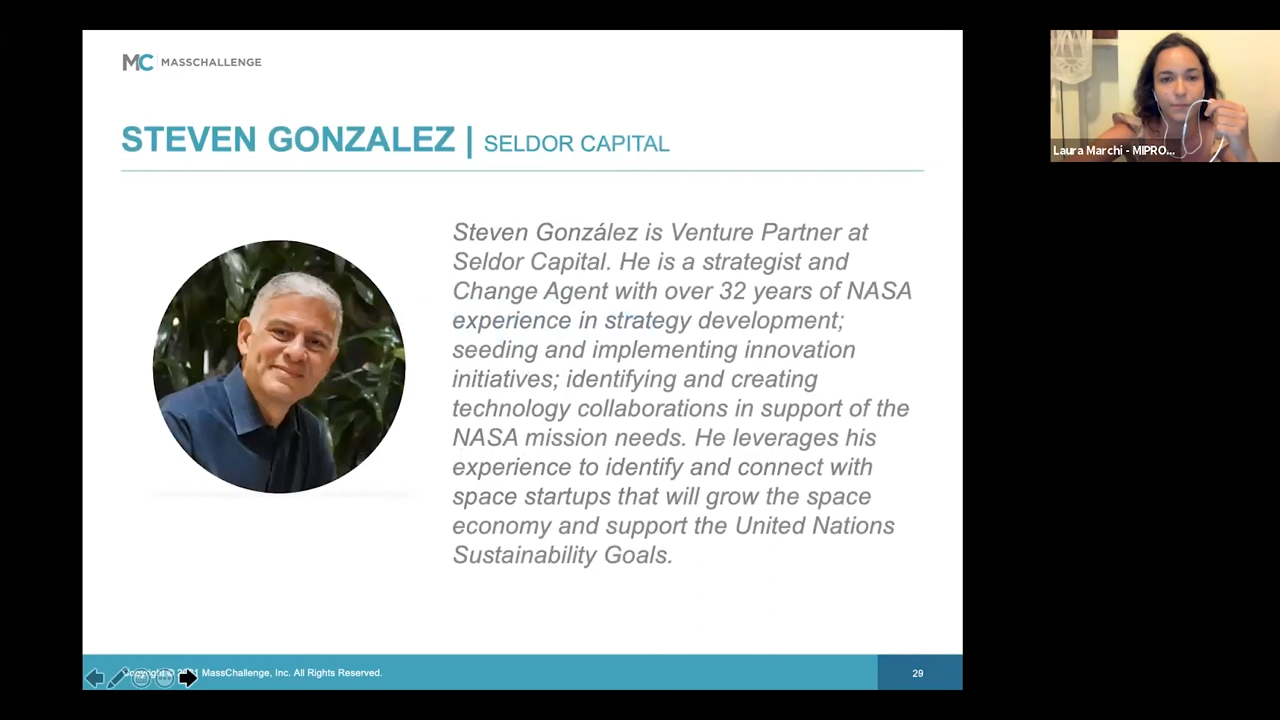 MC MASSCHALLENGE
STEVEN GONZALEZ | SELDOR CAPITAL
Steven González is Venture Partner at
Seldor Capital. He is a strategist and
Change Agent with over 32 years of NASA
experience in strategy development;
seeding and implementing innovation
initiatives; identifying and creating
technology collaborations in support of the
NASA mission needs. He leverages his
experience to identify and connect with
space startups that will grow the space
economy and support the United Nations
Sustainability Goals.
Copyright © MassChallenge, Inc. All Rights Reserved.
29
Laura Marchi - MIPRO...